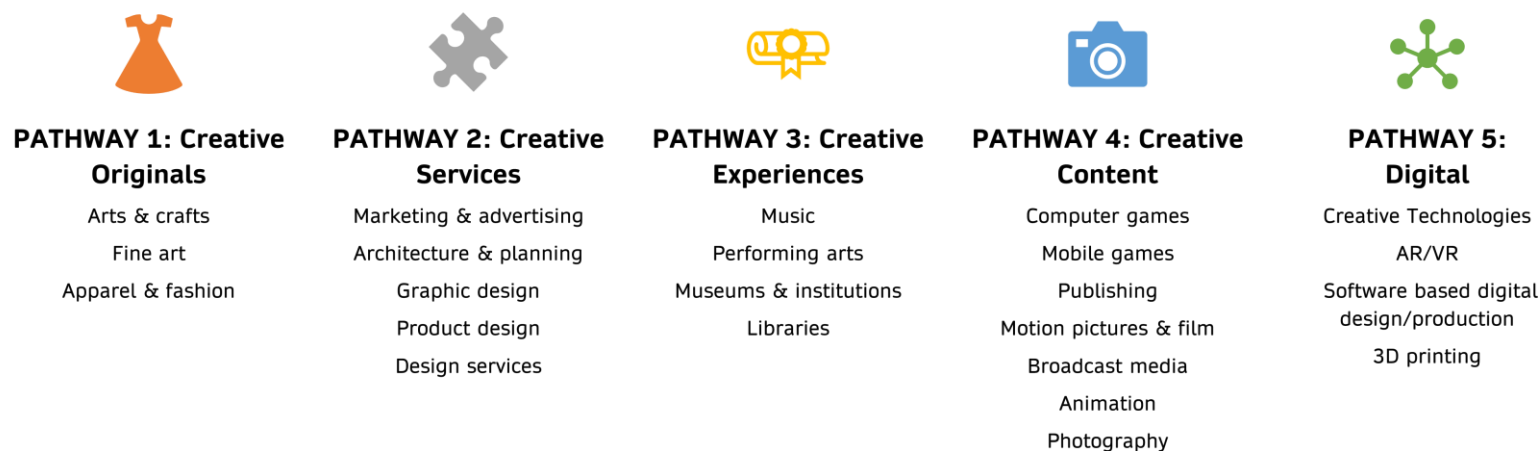 PATHWAY 1: Creative
Originals
Arts & crafts
Fine art
Apparel & fashion
PATHWAY 2: Creative
Services
Marketing & advertising
Architecture & planning
Graphic design
Product design
Design services
PATHWAY 3: Creative
Experiences
Music
Performing arts
Museums & institutions
Libraries
PATHWAY 4: Creative
Content
Computer games
Mobile games
Publishing
Motion pictures & film
Broadcast media
Animation
Photography
PATHWAY 5:
Digital
Creative Technologies
AR/VR
Software based digital
design/production
3D printing